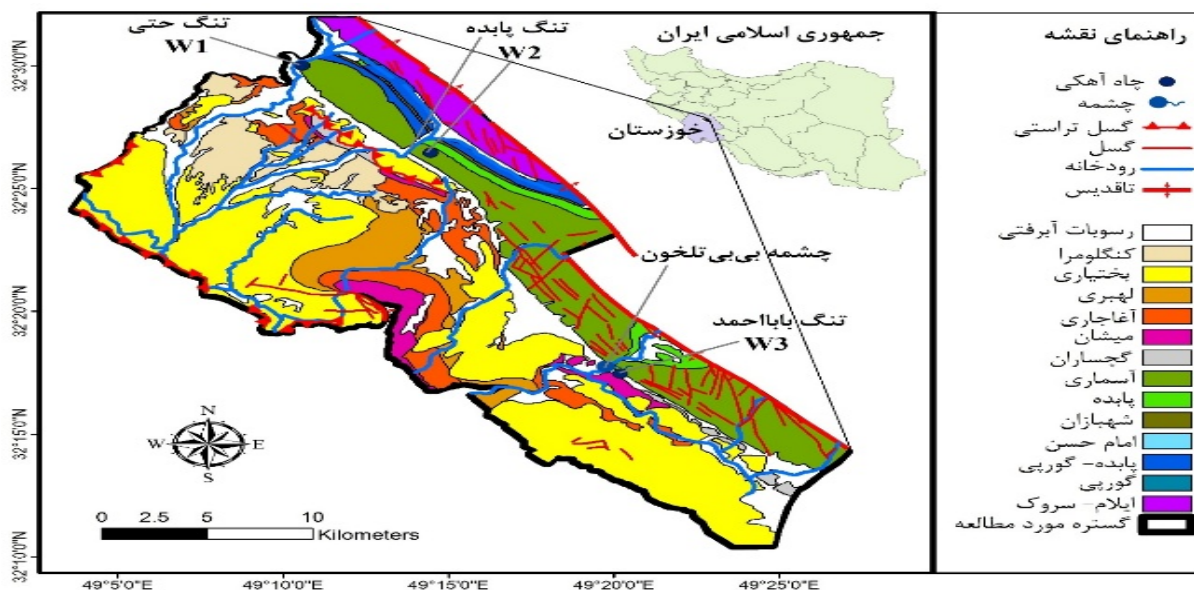 تنگ حتی
W1
تنگ پابده
W2
جمهوری اسلامی ایران
خوزستان
چشمه بی‌بی‌تلخون
تنگ بابااحمد
W3
N
W E
S
0 2.5 5 10
Kilometers
32°30'0"N
32°25'0"N
32°20'0"N
32°15'0"N
32°10'0"N
49°5'0"E 49°10'0"E 49°15'0"E 49°20'0"E 49°25'0"E
راهنمای نقشه
چاه آهکی
چشمه
گسل تراستی
گسل
رودخانه
تاقدیس
رسوبات آبرفتی
کنگلومرا
بختیاری
لهبری
آغاجاری
میشان
گچساران
آسماری
پابده
شهبازان
امام حسن
پابده- گورپی
گورپی
ایلام- سروک
گستره مورد مطالعه